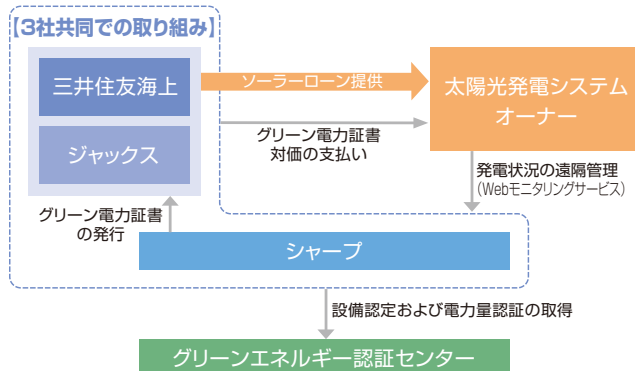 【3社共同での取り組み】
三井住友海上
ジャックス
ソーラーローン提供
太陽光発電システム
オーナー
グリーン電力証書
対価の支払い
発電状況の遠隔管理
（Webモニタリングサービス）
グリーン電力証書
の発行
シャープ
設備認定および電力量認証の取得
グリーンエネルギー認証センター